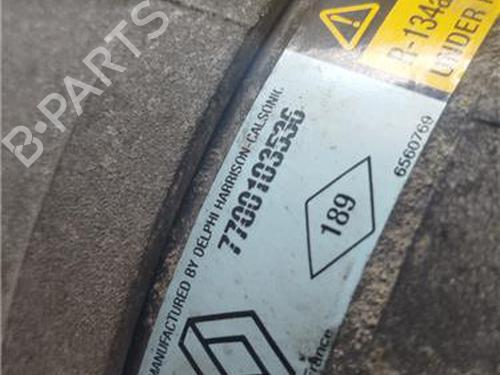 R-134a
UNDER
MANUFACTURED BY DELPHI HARRISON-CALSONIC
7700103536
189
6560769
France
B-PARTS